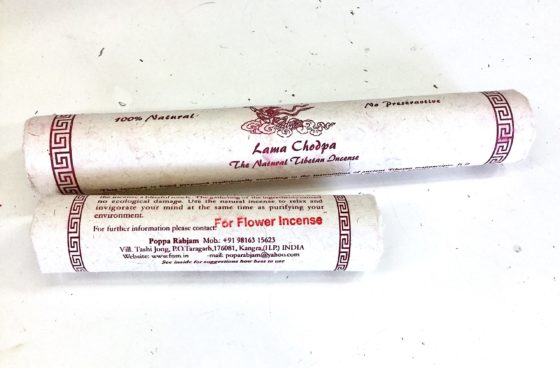 100% Natural
No Preservative
Lama Chodpa
The Natural Tibetan Incense
no ecological damage. Use the natural incense to relax and
invigorate your mind at the same time as purifying your
environment.
For Flower Incense
For further information please contact:
Poppa Rabjam Mob: +91 98163 15623
Vill. Tashi Jong, P.O.Taragarh,176081, Kangra,(H.P.) INDIA
Website: www.fnm.in -mail: poparabjam@yahoo.com
See inside for suggestions how best to use